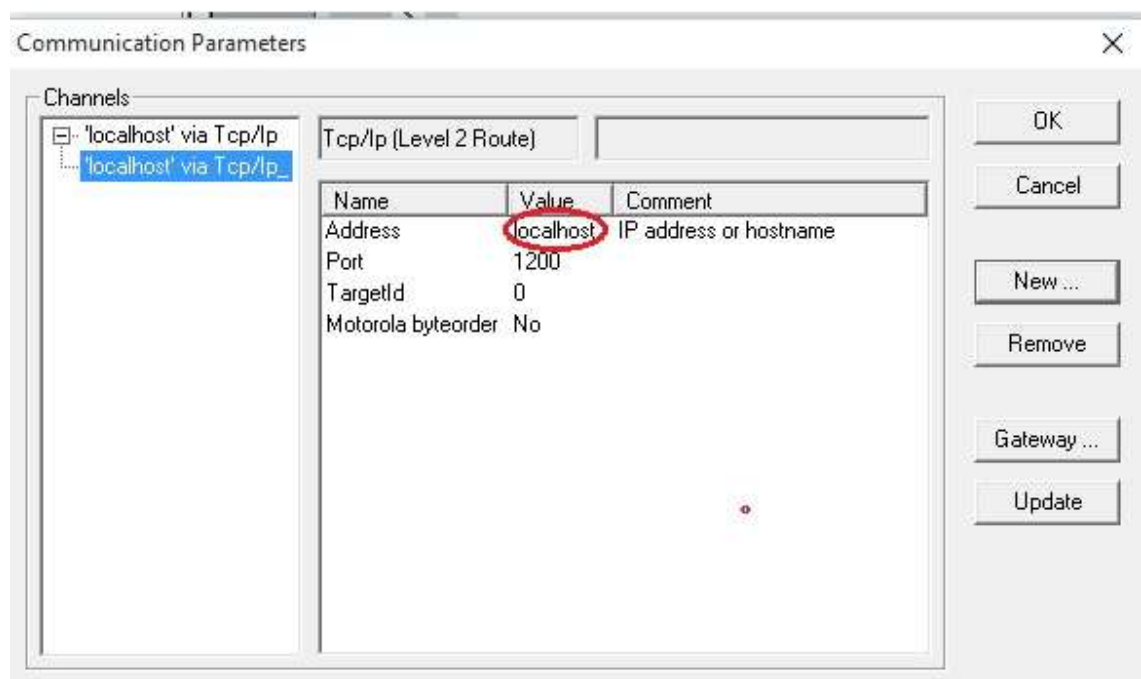 Communication Parameters
Channels
'localhost' via Tcp/Ip
'localhost' via Tcp/Ip_
Tcp/Ip (Level 2 Route)
Name Value Comment
Address localhost IP address or hostname
Port 1200
TargetId 0
Motorola byteorder No
OK
Cancel
New ...
Remove
Gateway ...
Update